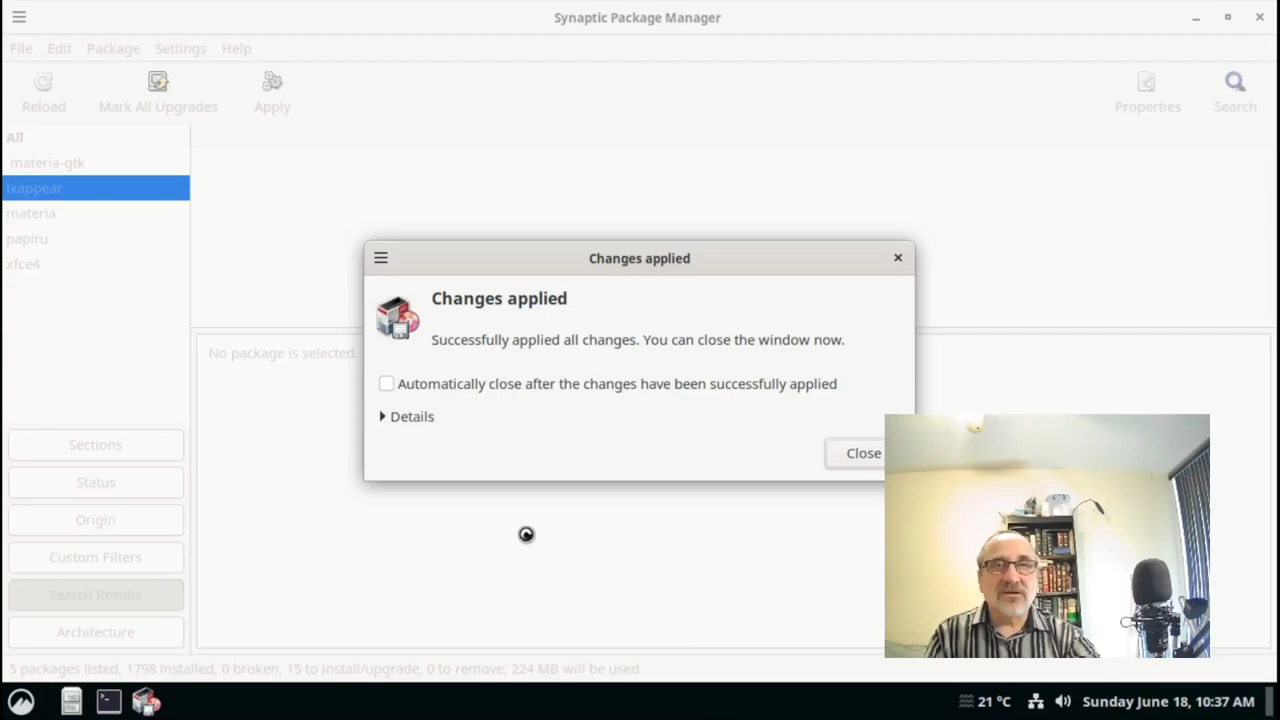 Synaptic Package Manager
File Edit Package Settings Help
Reload Mark All Upgrades Apply Properties Search
All
materia-gtk
lxappear
materia
papiru
xfce4
No package is selected.
Changes applied
Changes applied
Successfully applied all changes. You can close the window now.
Automatically close after the changes have been successfully applied
Details
Close
Sections
Status
Origin
Custom Filters
Search Results
Architecture
5 packages listed, 1798 installed, 0 broken. 15 to install/upgrade, 0 to remove; 224 MB will be used
21 °C Sunday June 18, 10:37 AM